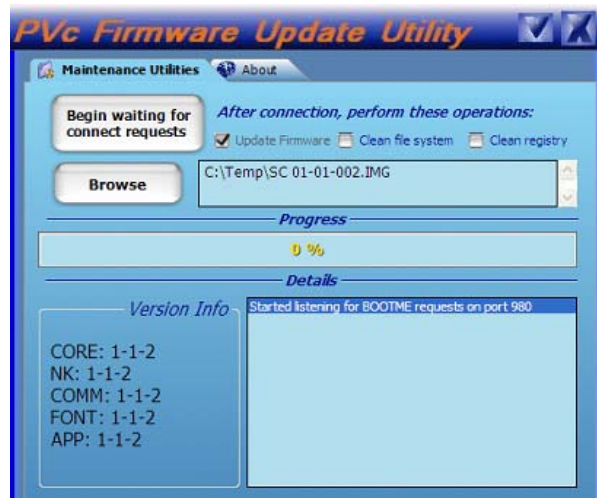 PVc Firmware Update Utility
Maintenance Utilities About
Begin waiting for
connect requests
After connection, perform these operations:
Update Firmware Clean file system Clean registry
Browse
C:\Temp\SC 01-01-002.IMG
Progress
0 %
Details
Version Info
Started listening for BOOTME requests on port 980
CORE: 1-1-2
NK: 1-1-2
COMM: 1-1-2
FONT: 1-1-2
APP: 1-1-2